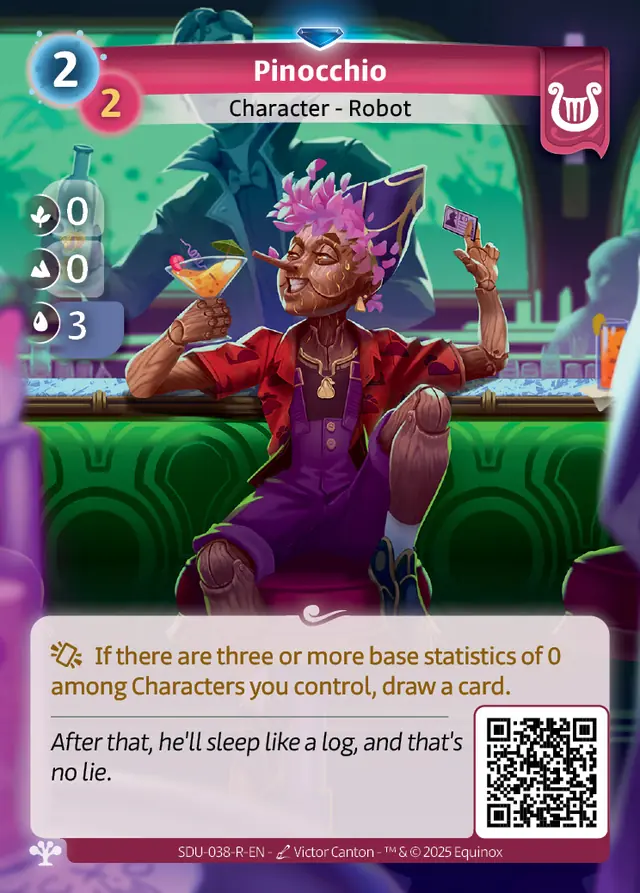 2
Pinocchio
2
Character - Robot
0
0
3
If there are three or more base statistics of 0
among Characters you control, draw a card.
After that, he'll sleep like a log, and that's
no lie.
SDU-038-R-EN - Victor Canton - ™ & © 2025 Equinox